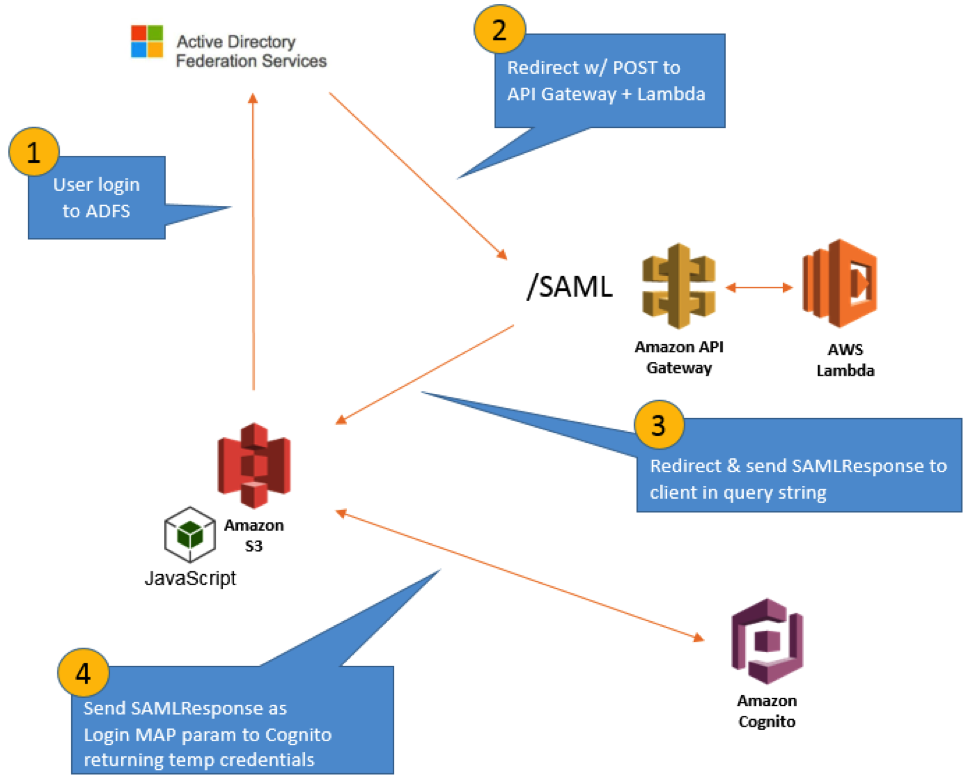 Active Directory
Federation Services
2
Redirect w/ POST to
API Gateway + Lambda
1
User login
to ADFS
/SAML
Amazon API
Gateway
AWS
Lambda
3
Redirect & send SAMLResponse to
client in query string
Amazon
S3
JavaScript
4
Send SAMLResponse as
Login MAP param to Cognito
returning temp credentials
Amazon
Cognito